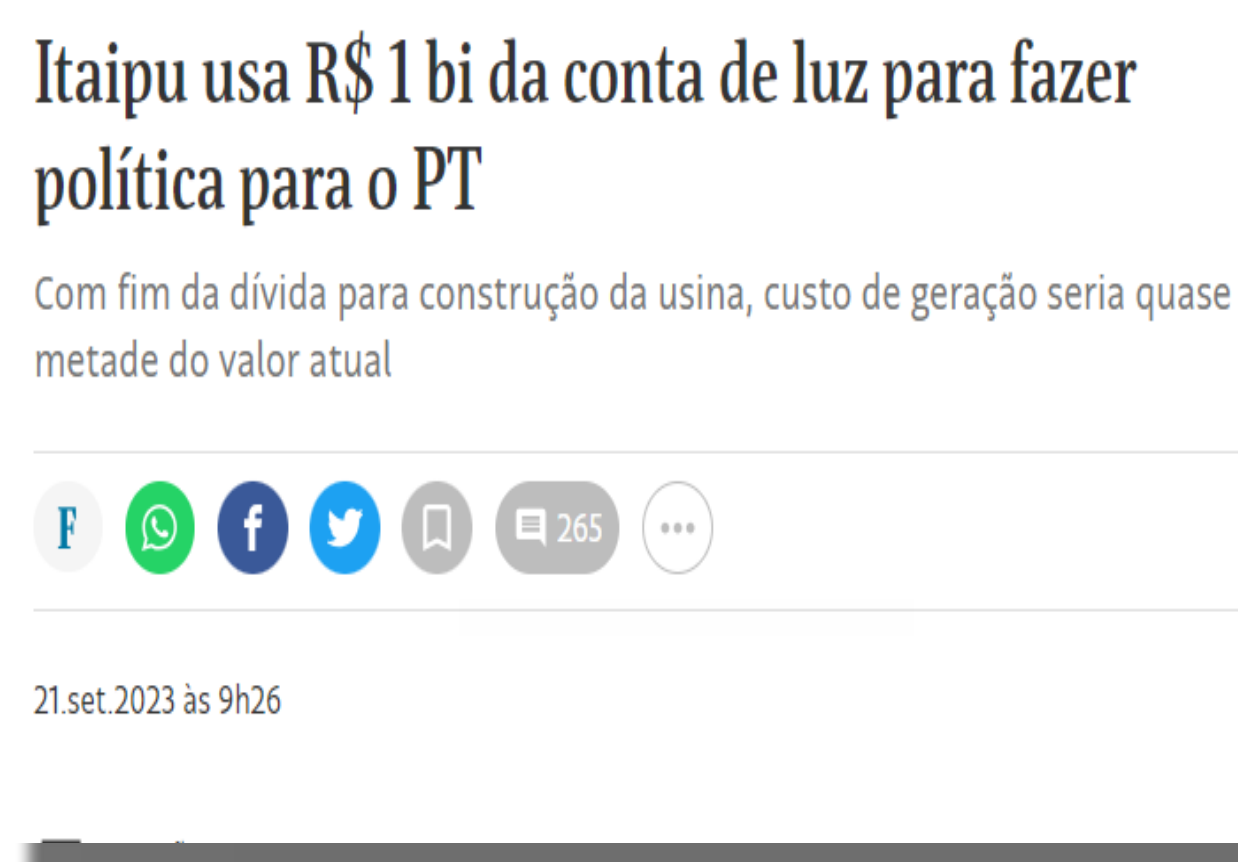 Itaipu usa R$ 1 bi da conta de luz para fazer
política para o PT
Com fim da dívida para construção da usina, custo de geração seria quase
metade do valor atual
F
f
265
21.set.2023 às 9h26